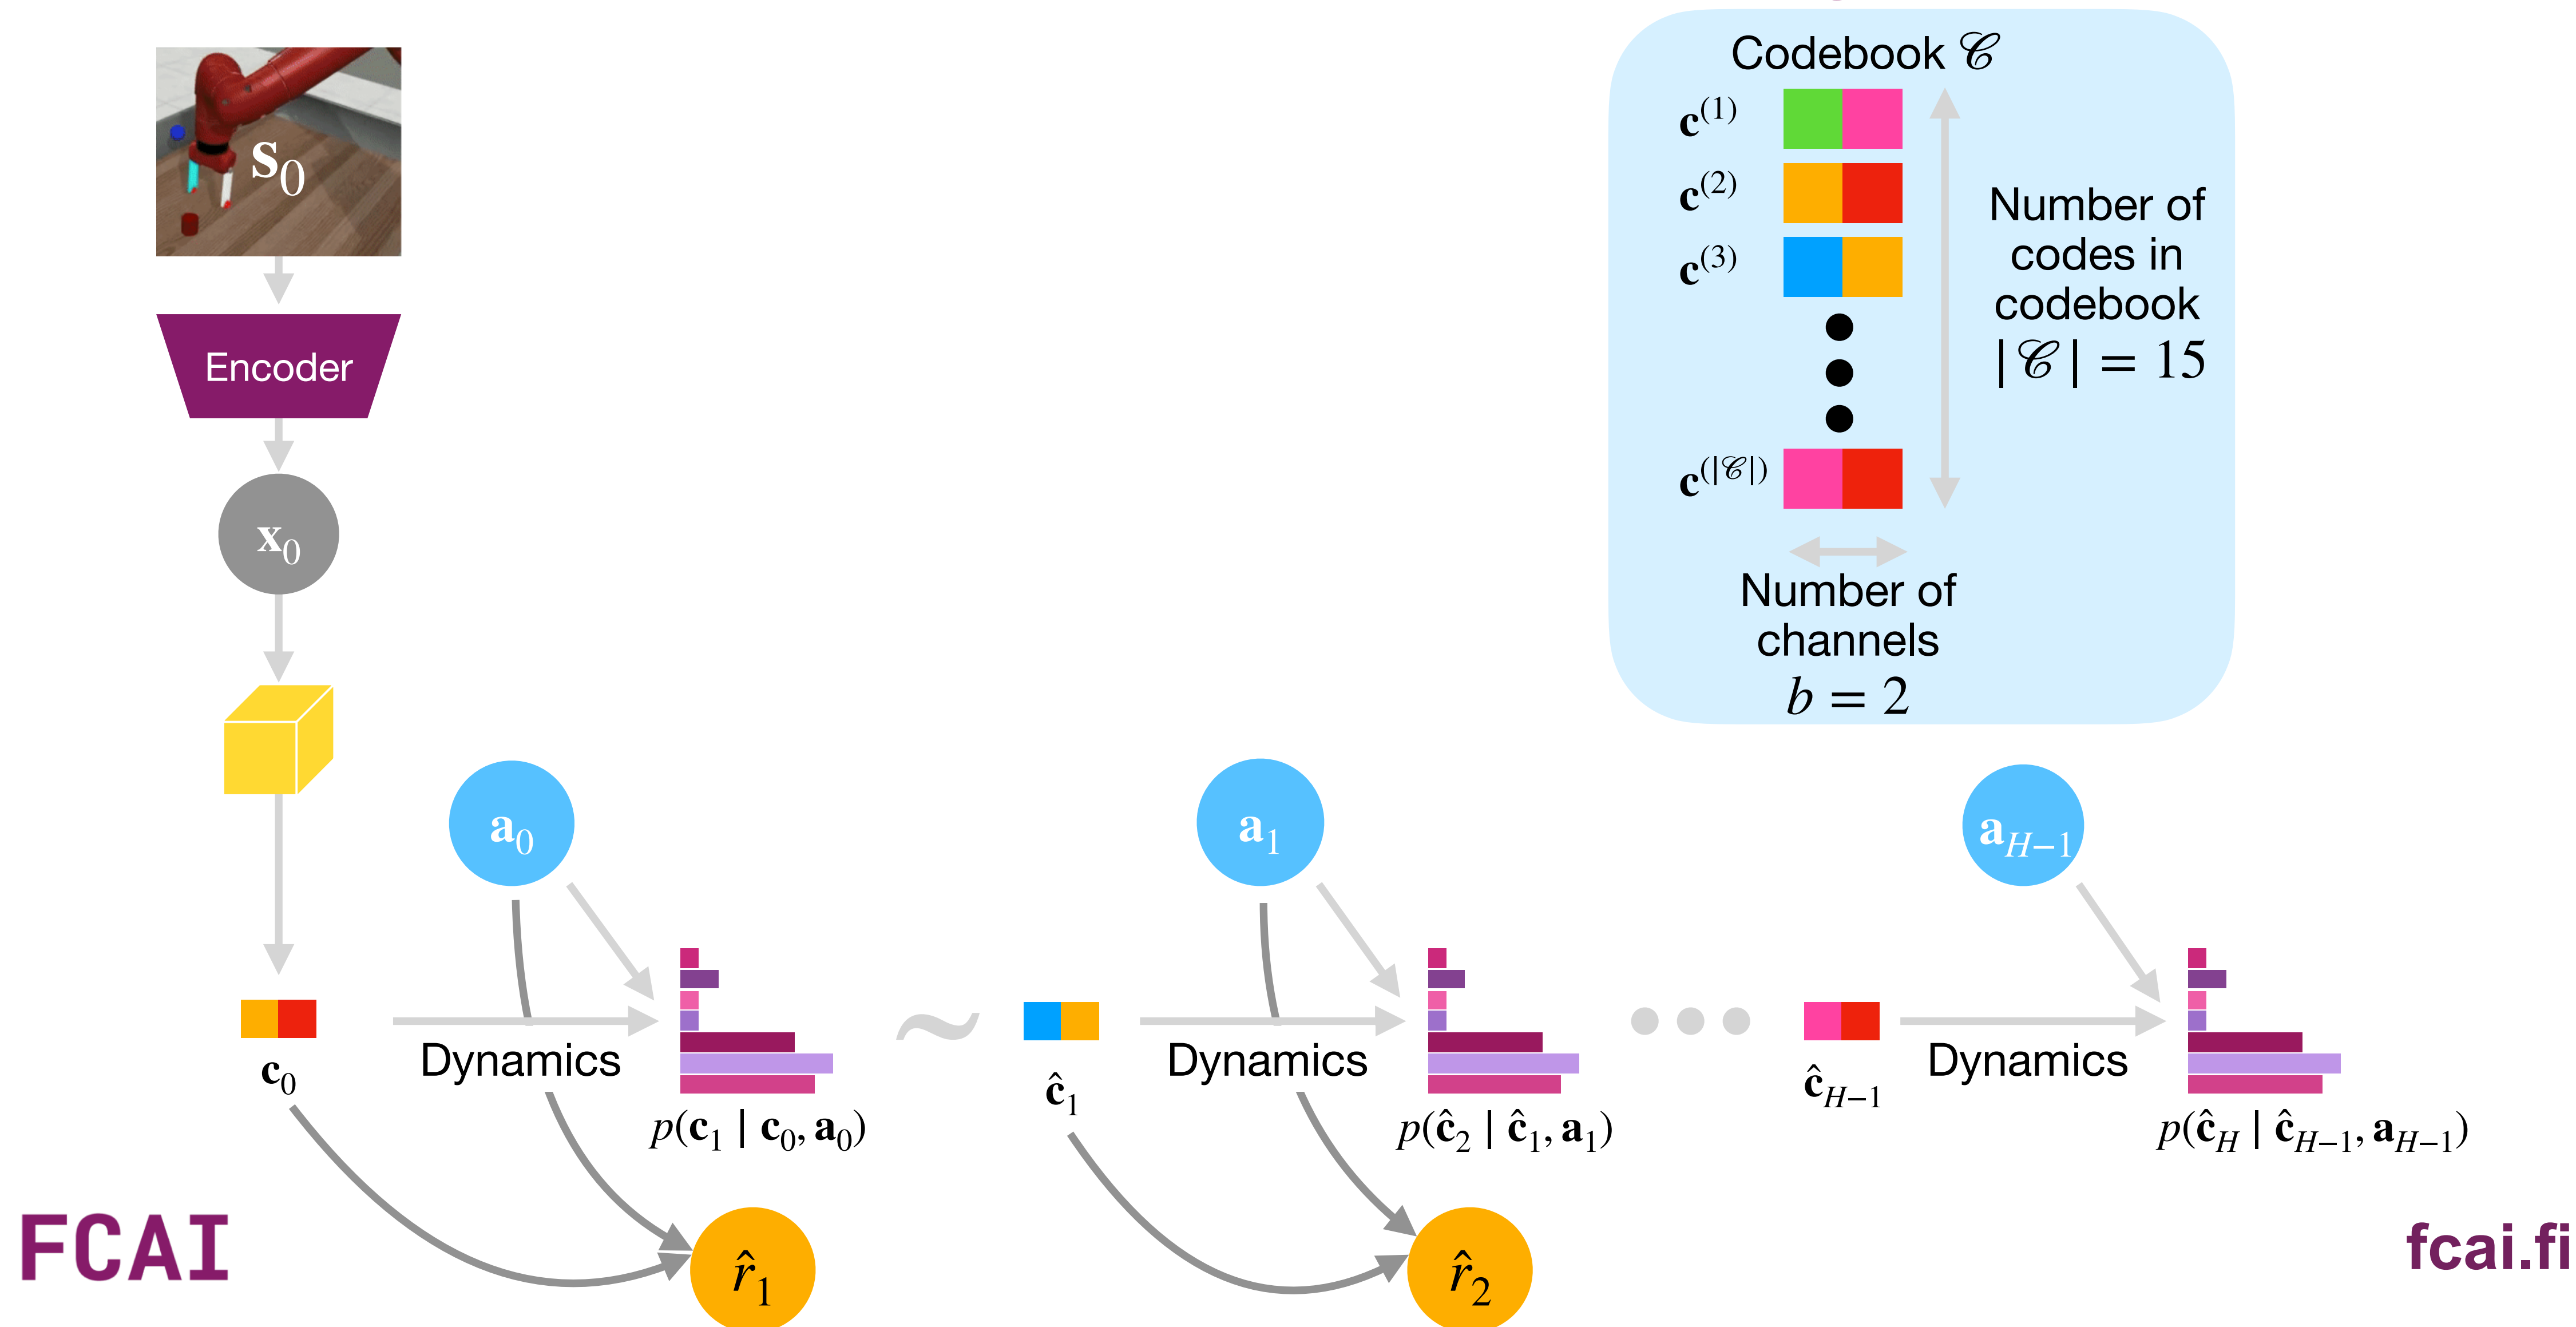 Codebook 𝒞
𝐬₀
𝐜⁽¹⁾
𝐜⁽²⁾
𝐜⁽³⁾
Number of
codes in
codebook
|𝒞| = 15
𝐜^(|𝒞|)
Encoder
𝐱₀
Number of
channels
b = 2
𝐚₀
𝐚₁
𝐚_{H−1}
𝐜₀
Dynamics
p(𝐜₁ | 𝐜₀, 𝐚₀)
~
𝐜̂₁
Dynamics
p(𝐜̂₂ | 𝐜̂₁, 𝐚₁)
𝐜̂_{H−1}
Dynamics
p(𝐜̂_H | 𝐜̂_{H−1}, 𝐚_{H−1})
FCAI
r̂₁
r̂₂
fcai.fi